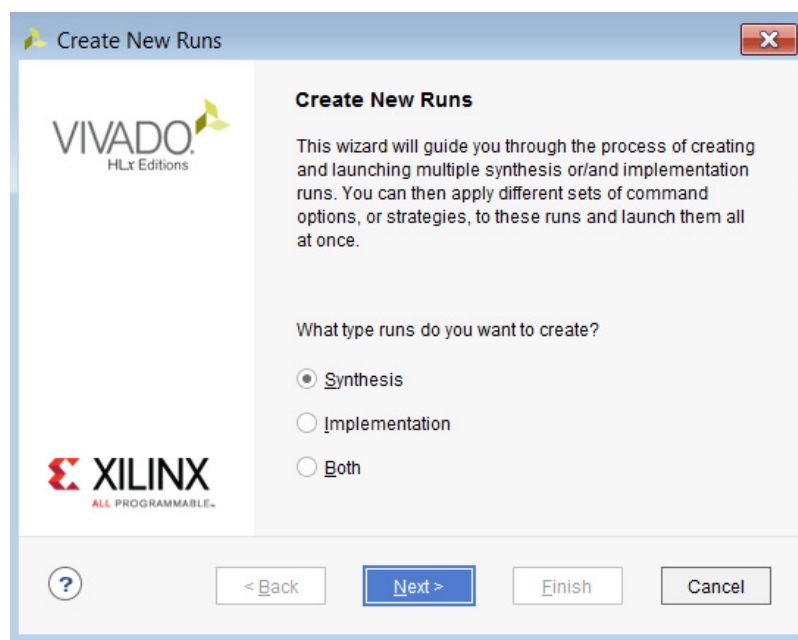 Create New Runs
VIVADO.
HLx Editions
Create New Runs
This wizard will guide you through the process of creating
and launching multiple synthesis or/and implementation
runs. You can then apply different sets of command
options, or strategies, to these runs and launch them all
at once.
What type runs do you want to create?
Synthesis
Implementation
Both
XILINX
ALL PROGRAMMABLE™
?
< Back
Next >
Finish
Cancel